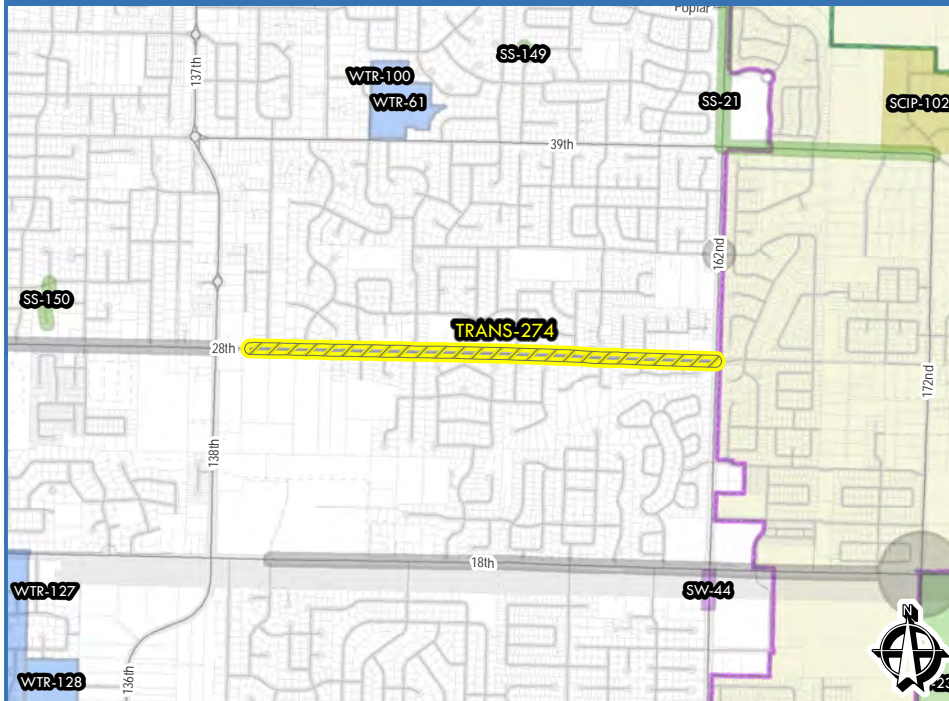 Poplar
SS-149
137th
WTR-100
WTR-61
SS-21
SCIP-102
39th
162nd
SS-150
TRANS-274
28th
172nd
138th
18th
WTR-127
SW-44
N
WTR-128
136th